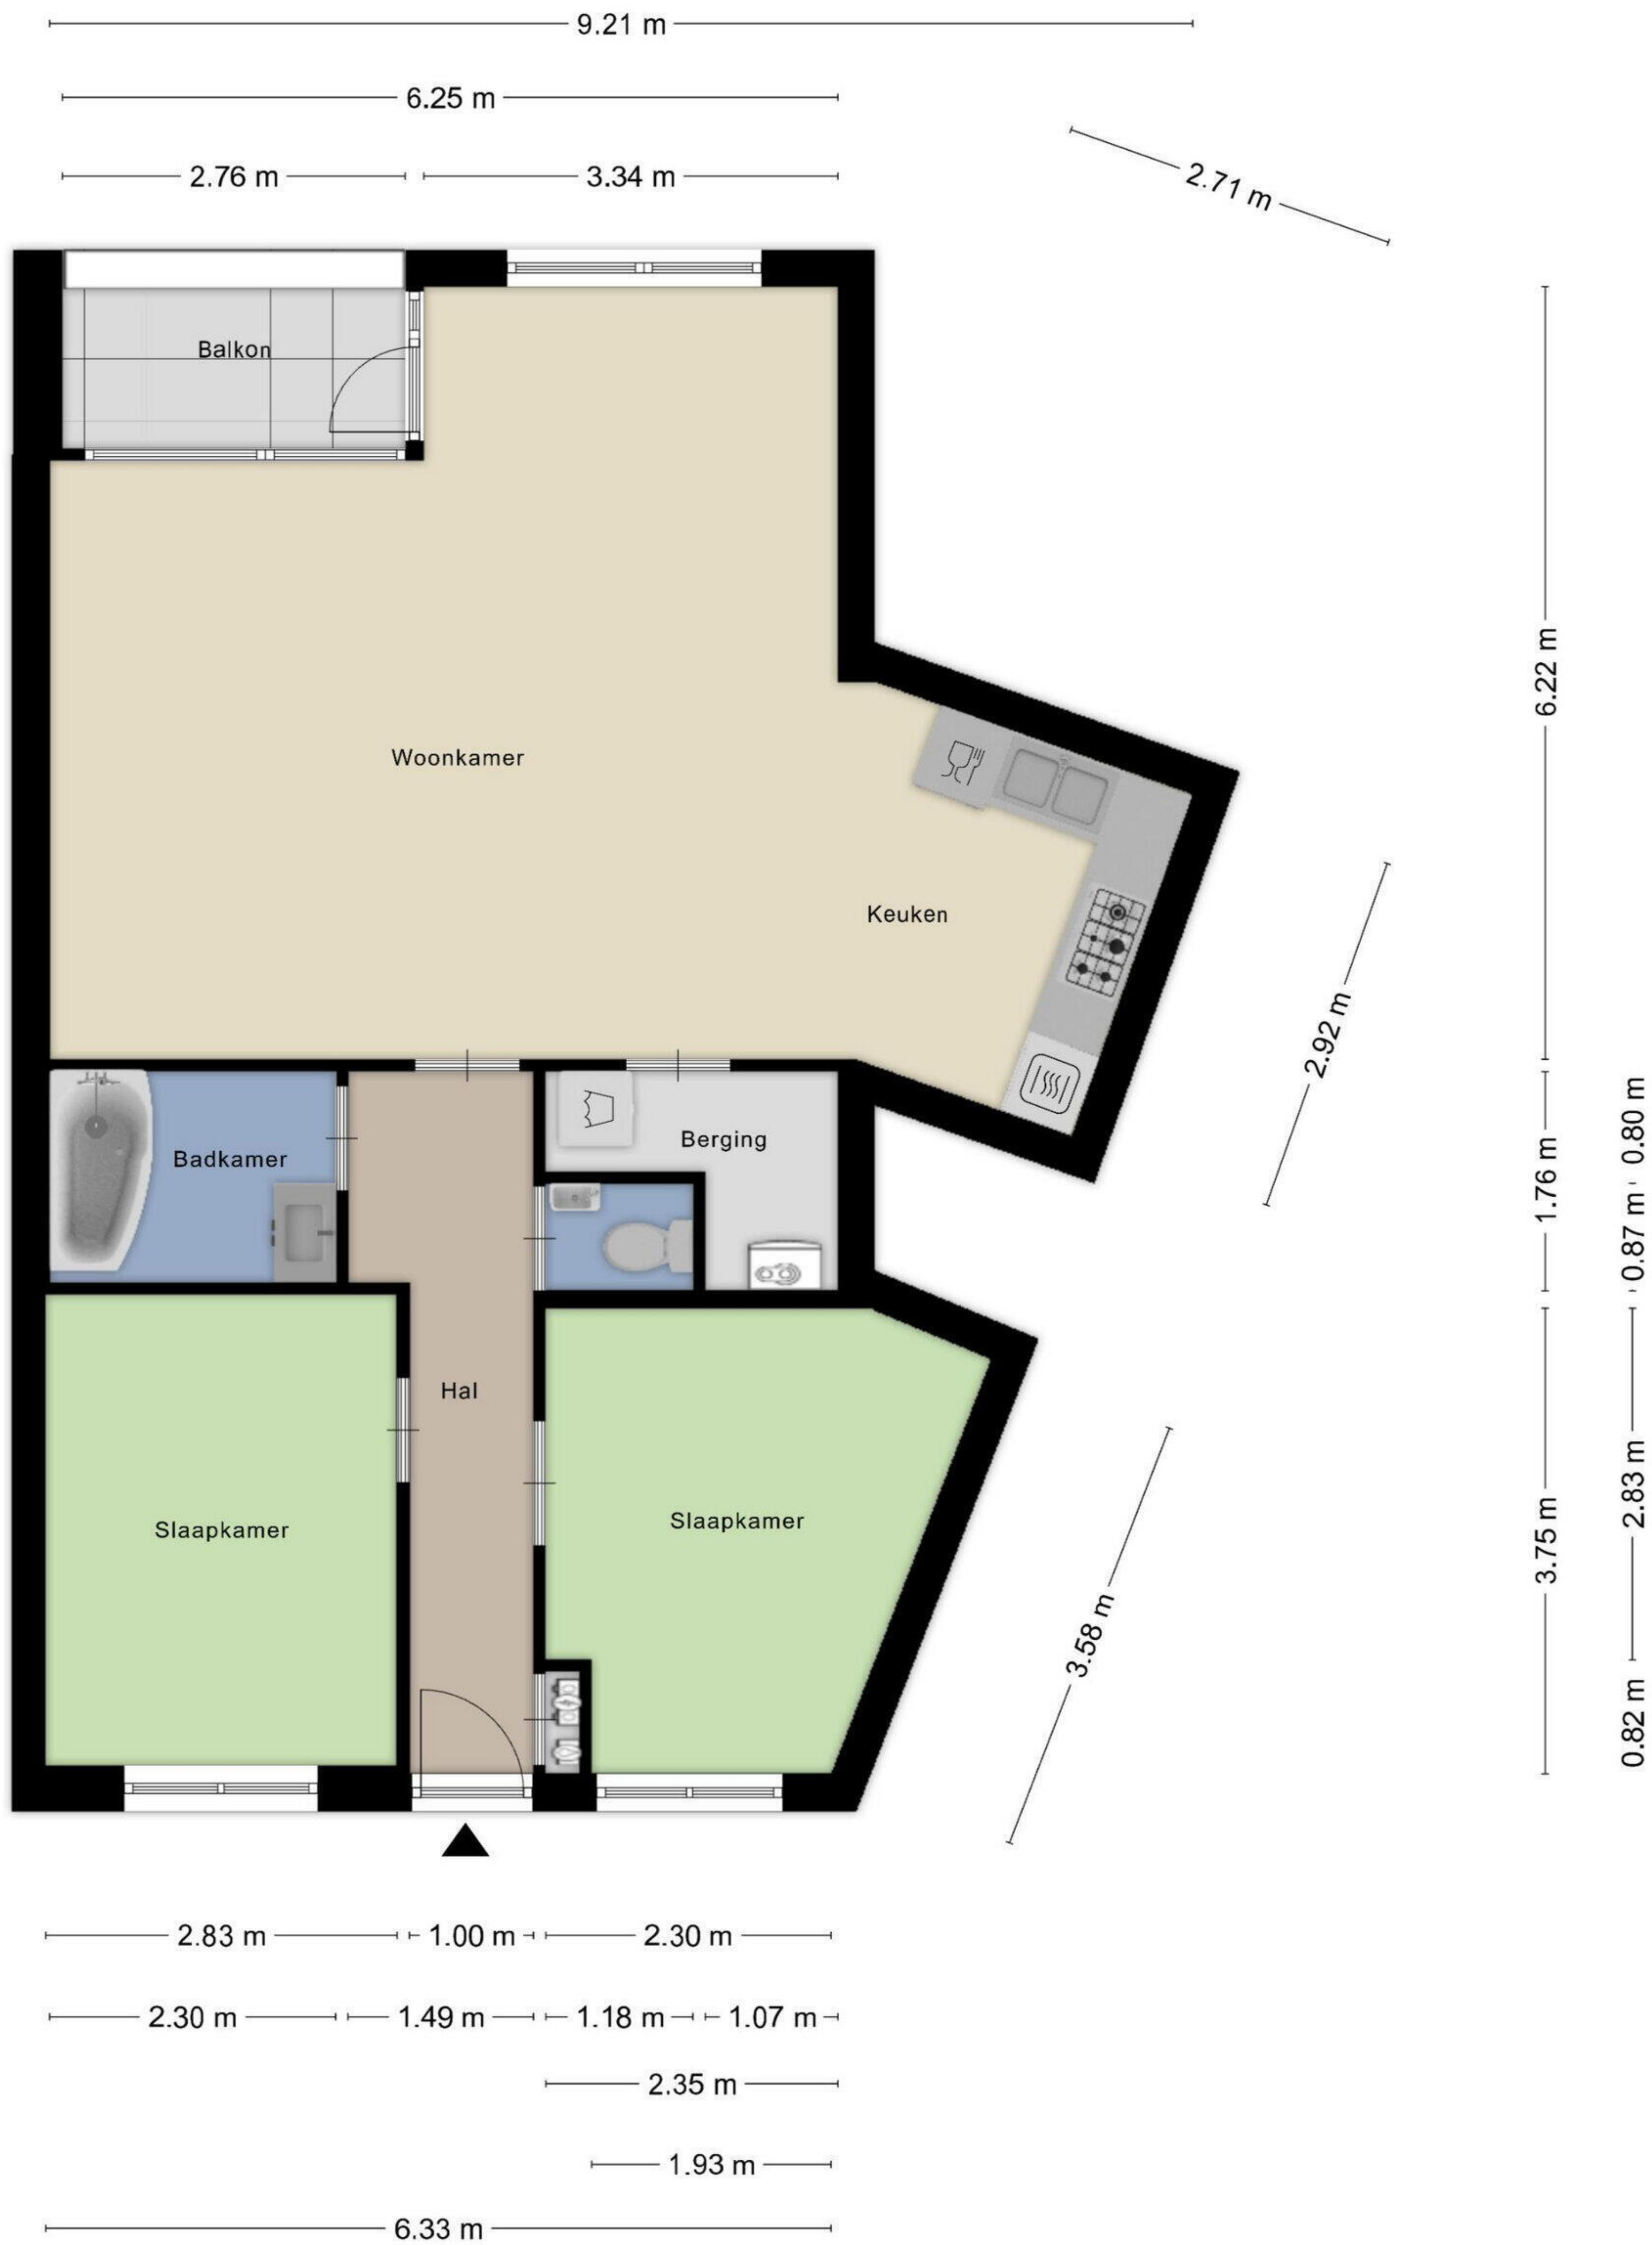 9.21 m
6.25 m
2.76 m
3.34 m
2.71 m
Balkon
6.22 m
Woonkamer
Keuken
2.92 m
0.80 m
1.76 m
Berging
Badkamer
0.87 m
Hal
2.83 m
3.75 m
Slaapkamer
Slaapkamer
3.58 m
0.82 m
2.83 m
1.00 m
2.30 m
2.30 m
1.49 m
1.18 m
1.07 m
2.35 m
1.93 m
6.33 m